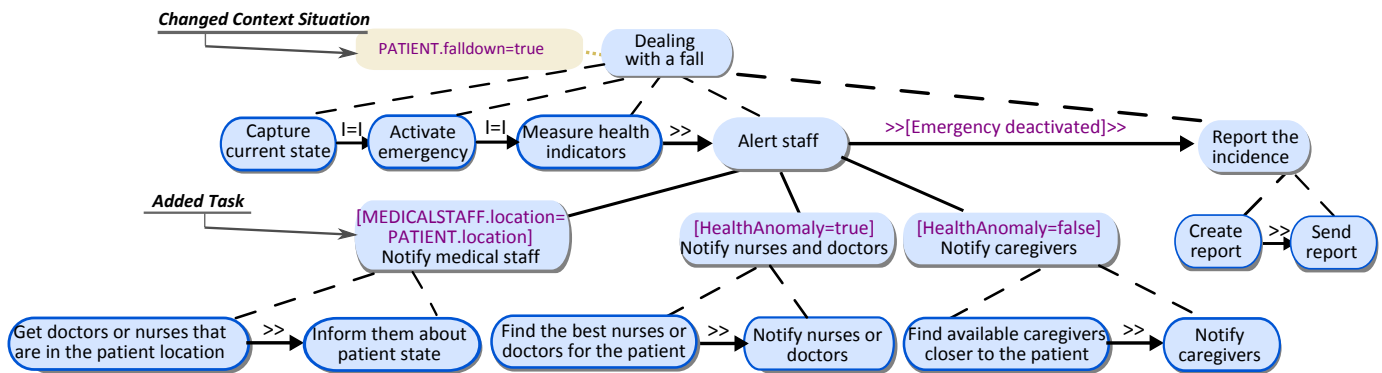 Changed Context Situation
PATIENT.falldown=true
Dealing
with a fall
Capture
current state
I=I
Activate
emergency
I=I
Measure health
indicators
>>
Alert staff
>>[Emergency deactivated]>>
Report the
incidence
Added Task
[MEDICALSTAFF.location=
PATIENT.location]
Notify medical staff
[HealthAnomaly=true]
Notify nurses and doctors
[HealthAnomaly=false]
Notify caregivers
Create
report
>>
Send
report
Get doctors or nurses that
are in the patient location
>>
Inform them about
patient state
Find the best nurses or
doctors for the patient
>>
Notify nurses or
doctors
Find available caregivers
closer to the patient
>>
Notify
caregivers